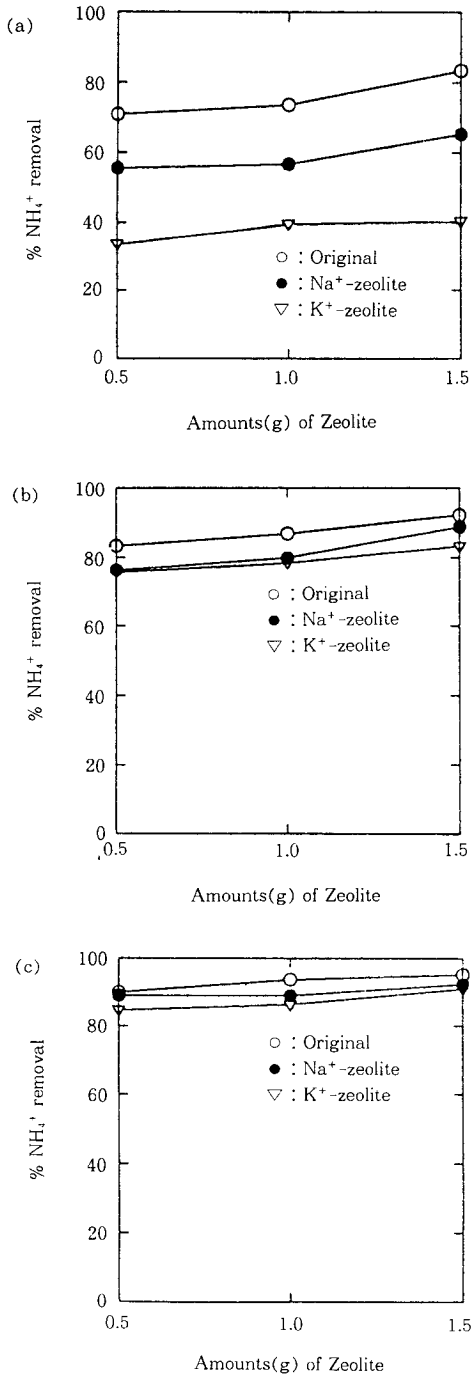 (a)
100
80
60
40
20
0
% NH₄⁺ removal
○ : Original
● : Na⁺-zeolite
▽ : K⁺-zeolite
0.5 1.0 1.5
Amounts(g) of Zeolite
(b)
100
80
60
40
20
0
% NH₄⁺ removal
○ : Original
● : Na⁺-zeolite
▽ : K⁺-zeolite
0.5 1.0 1.5
Amounts(g) of Zeolite
(c)
100
80
60
40
20
0
% NH₄⁺ removal
○ : Original
● : Na⁺-zeolite
▽ : K⁺-zeolite
0.5 1.0 1.5
Amounts(g) of Zeolite